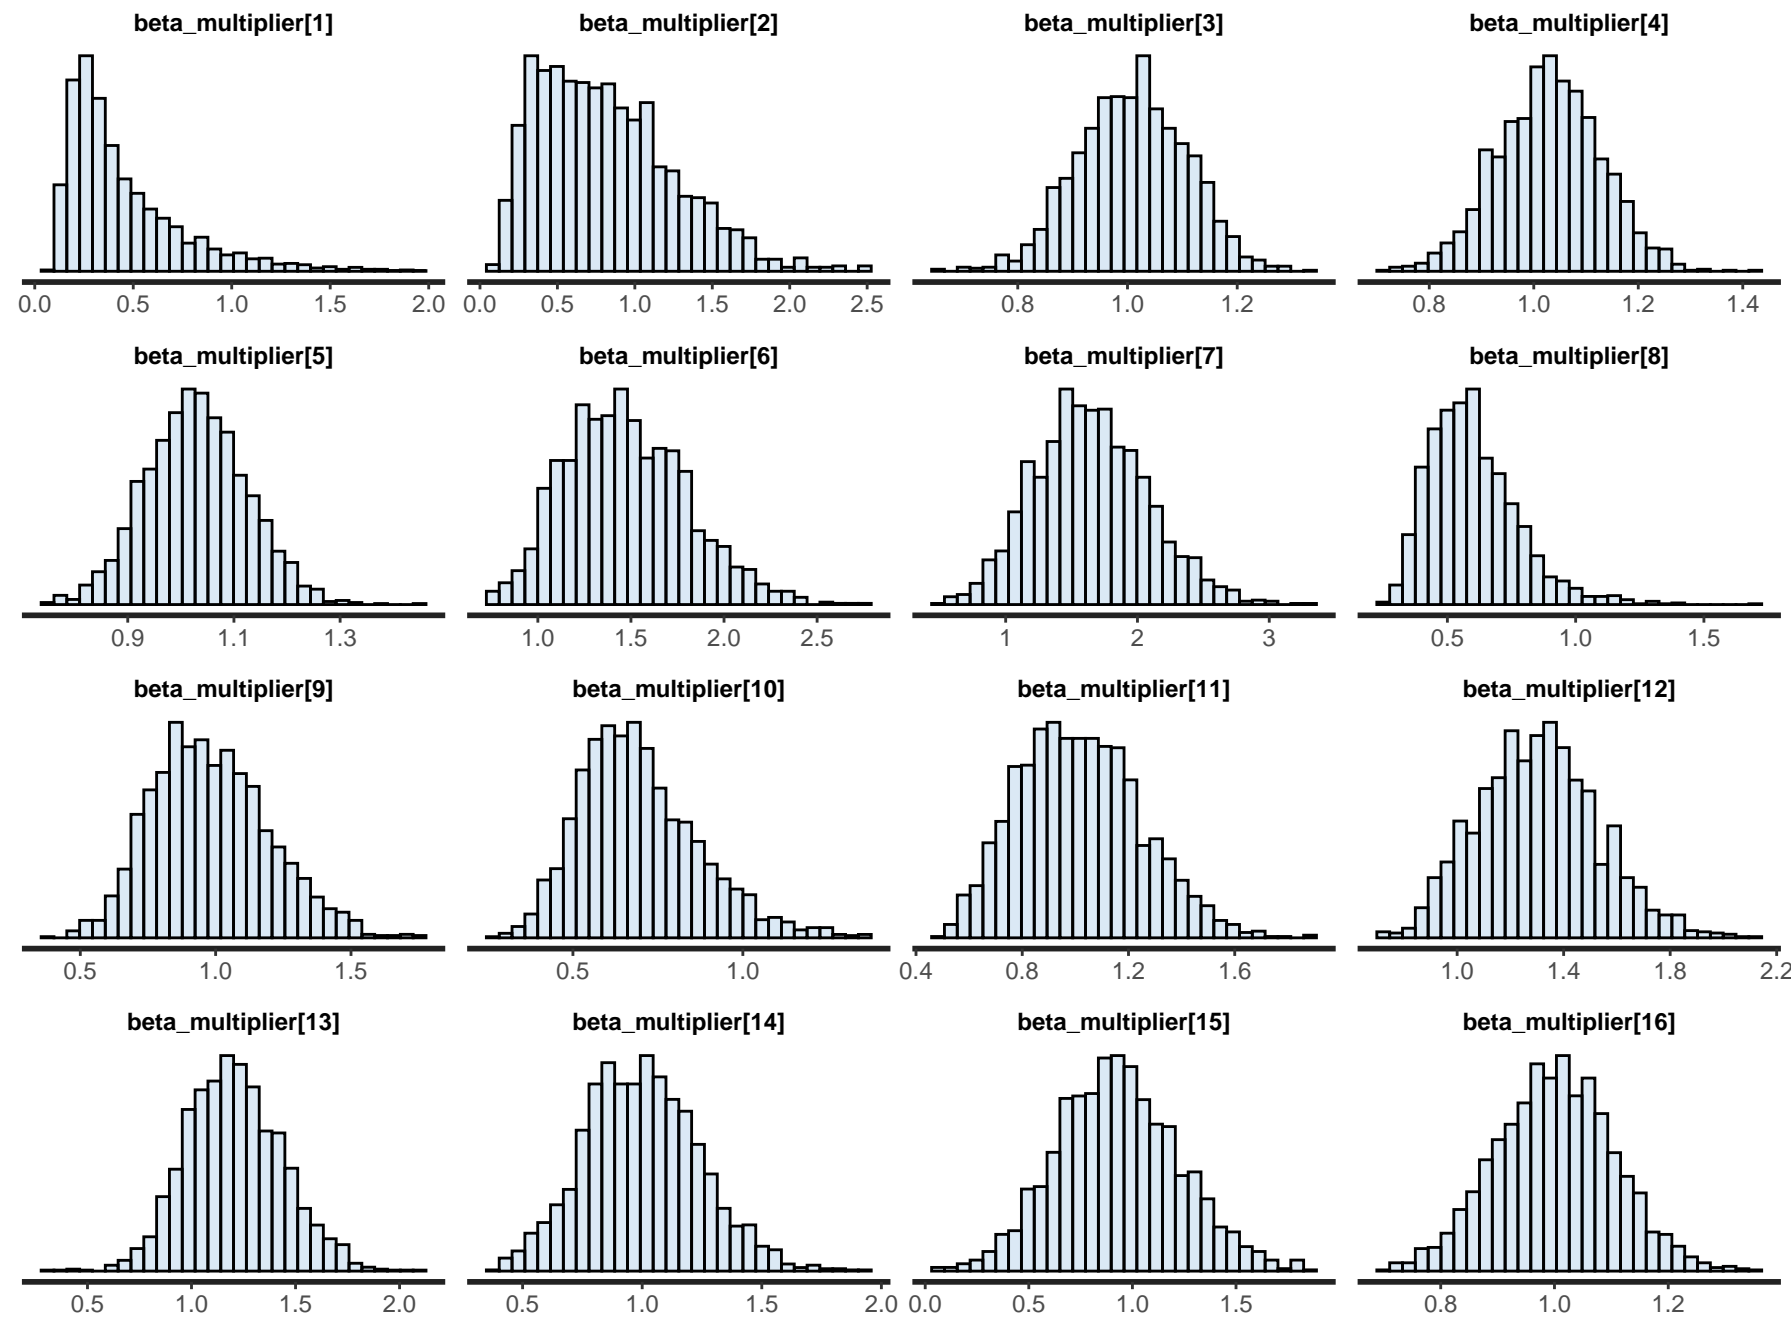 beta_multiplier[1] beta_multiplier[2] beta_multiplier[3] beta_multiplier[4]
0.0 0.5 1.0 1.5 2.0 0.0 0.5 1.0 1.5 2.0 2.5 0.8 1.0 1.2 0.8 1.0 1.2 1.4
beta_multiplier[5] beta_multiplier[6] beta_multiplier[7] beta_multiplier[8]
0.9 1.1 1.3 1.0 1.5 2.0 2.5 1 2 3 0.5 1.0 1.5
beta_multiplier[9] beta_multiplier[10] beta_multiplier[11] beta_multiplier[12]
0.5 1.0 1.5 0.5 1.0 0.4 0.8 1.2 1.6 1.0 1.4 1.8 2.2
beta_multiplier[13] beta_multiplier[14] beta_multiplier[15] beta_multiplier[16]
0.5 1.0 1.5 2.0 0.5 1.0 1.5 2.0 0.0 0.5 1.0 1.5 0.8 1.0 1.2